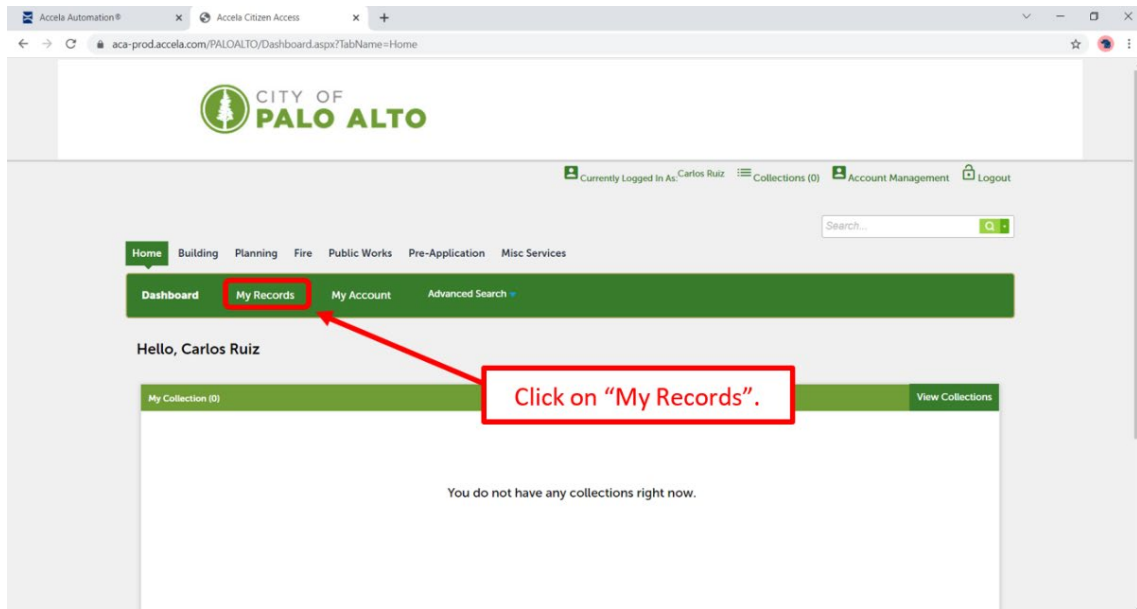 Accela Automation®
Accela Citizen Access
aca-prod.accela.com/PALOALTO/Dashboard.aspx?TabName=Home
CITY OF
PALO ALTO
Currently Logged In As: Carlos Ruiz Collections (0) Account Management Logout
Search...
Home Building Planning Fire Public Works Pre-Application Misc Services
Dashboard My Records My Account Advanced Search
Hello, Carlos Ruiz
Click on “My Records”.
My Collection (0) View Collections
You do not have any collections right now.